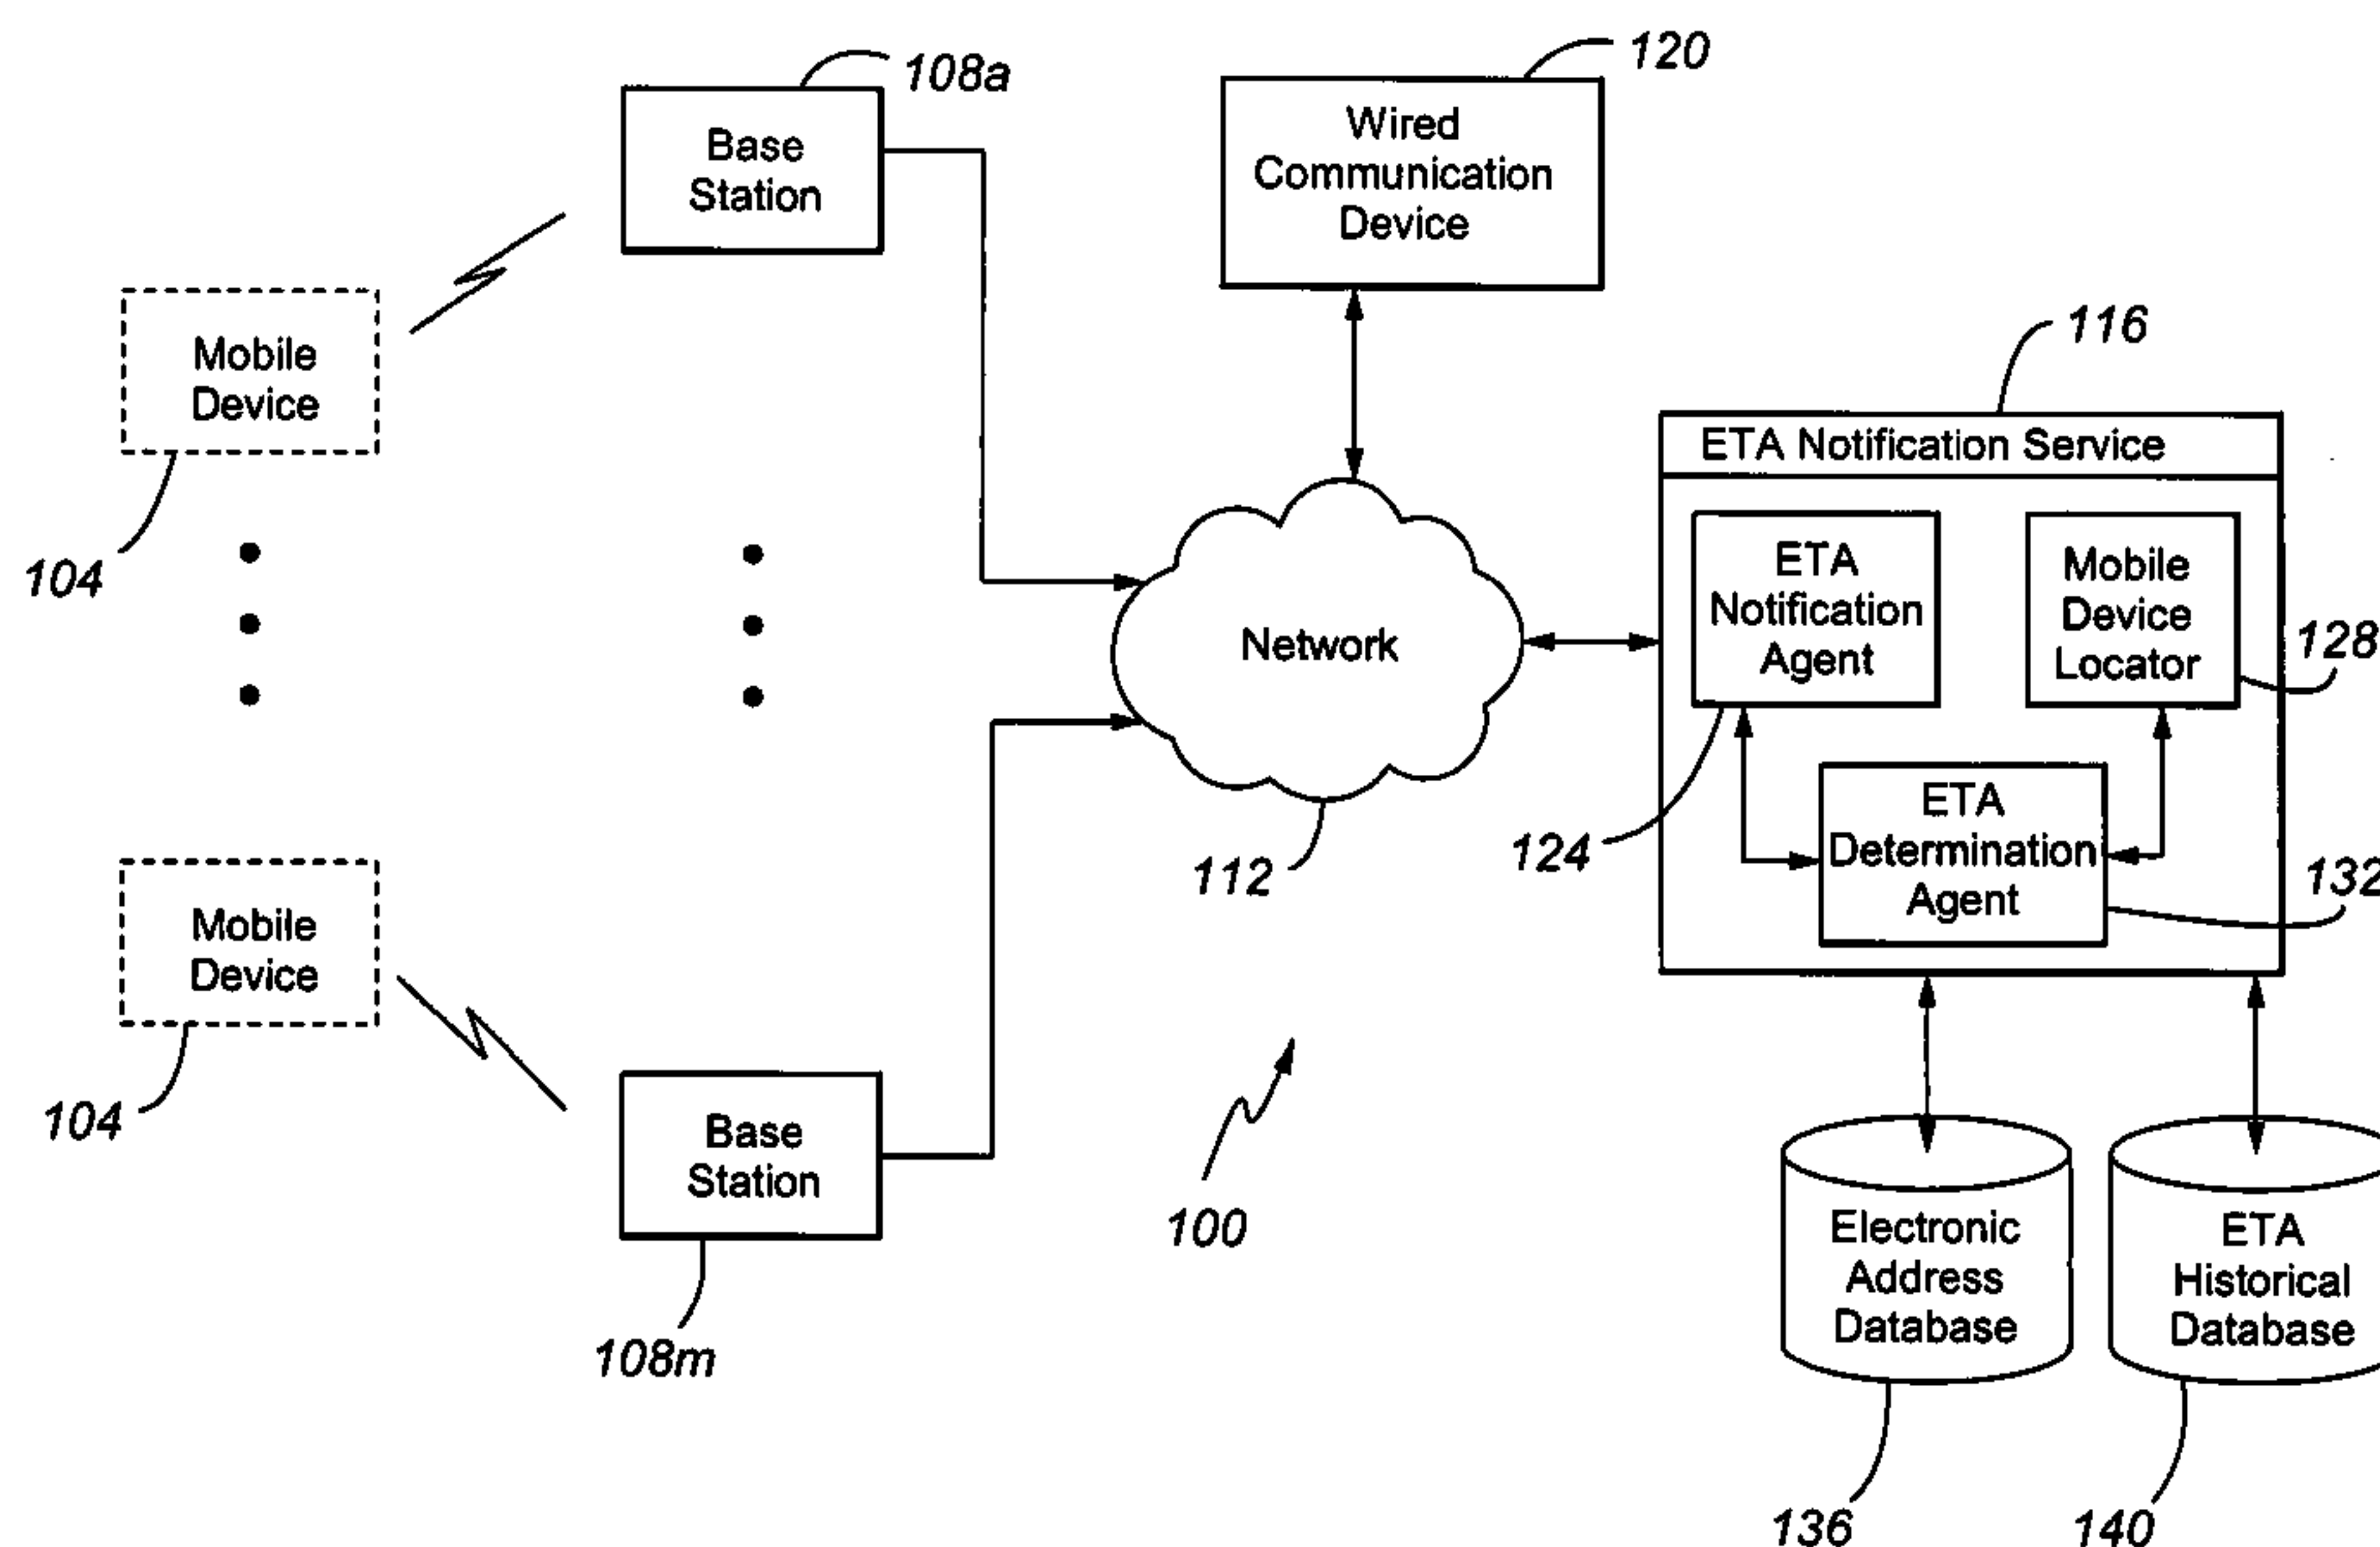 120
108a
Wired
Communication
Device
Base
Station
116
Mobile
Device
ETA Notification Service
104
ETA
Notification
Agent
Mobile
Device
Locator
128
Network
ETA
Determination
Agent
124
112
132
Mobile
Device
104
Base
Station
100
108m
Electronic
Address
Database
ETA
Historical
Database
136
140